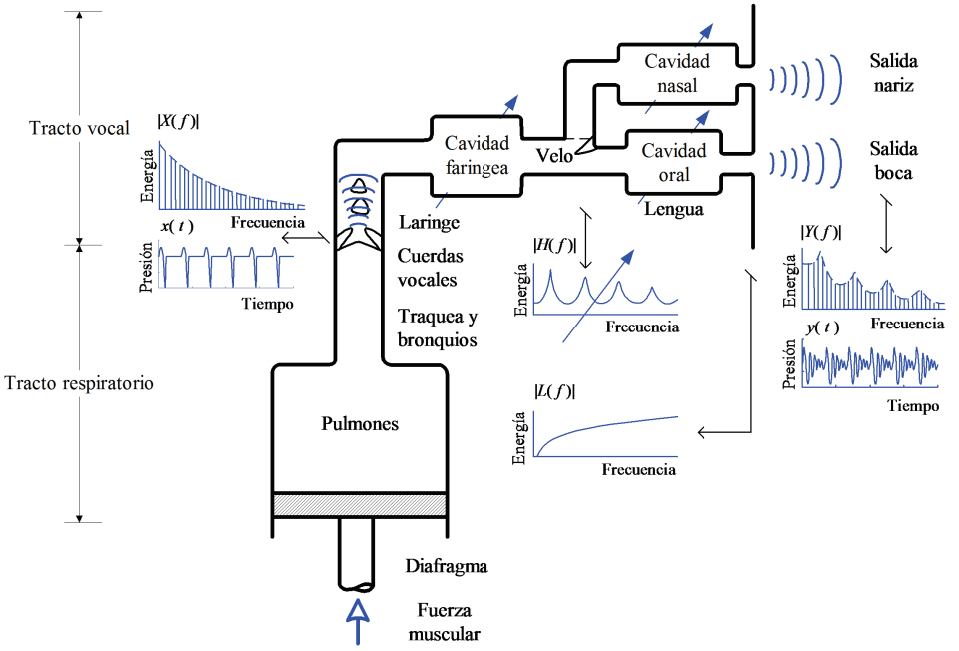 Tracto vocal
|X(f)|
Energía
Frecuencia
x(t)
Presión
Tiempo
Tracto respiratorio
Cavidad
faringea
Laringe
Cuerdas
vocales
Traquea y
bronquios
Pulmones
Diafragma
Fuerza
muscular
Velo
Cavidad
nasal
Cavidad
oral
Lengua
Salida
nariz
Salida
boca
|H(f)|
Energía
Frecuencia
|L(f)|
Energía
Frecuencia
|Y(f)|
Energía
Frecuencia
y(t)
Presión
Tiempo